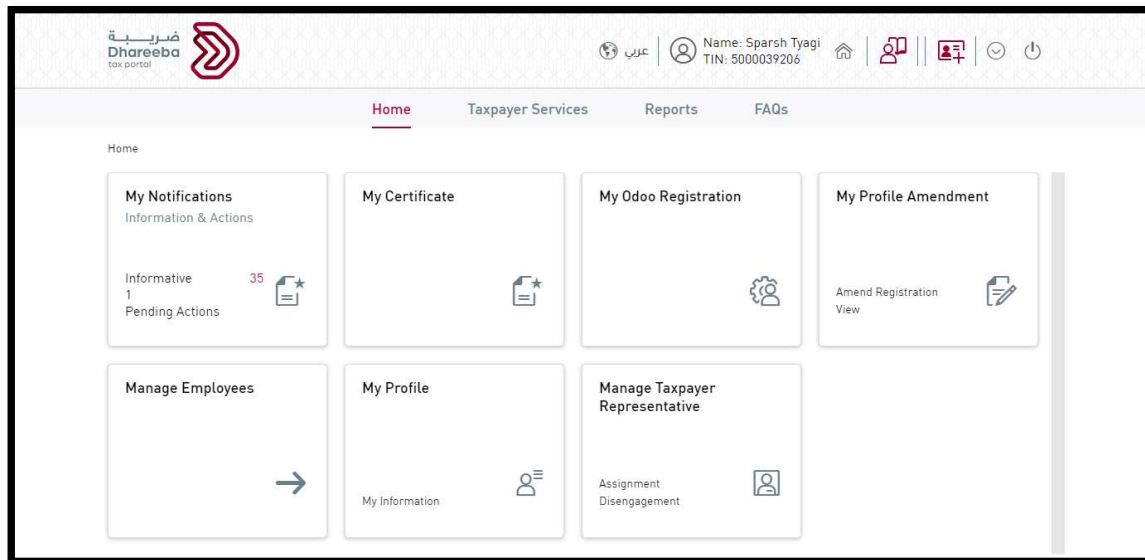 ضريبة
Dhareeba
tax portal
عربي
Name: Sparsh Tyagi
TIN: 5000039206
Home
Taxpayer Services
Reports
FAQs
Home
My Notifications
Information & Actions
Informative 35
1
Pending Actions
My Certificate
My Odoo Registration
My Profile Amendment
Amend Registration
View
Manage Employees
My Profile
My Information
Manage Taxpayer
Representative
Assignment
Disengagement